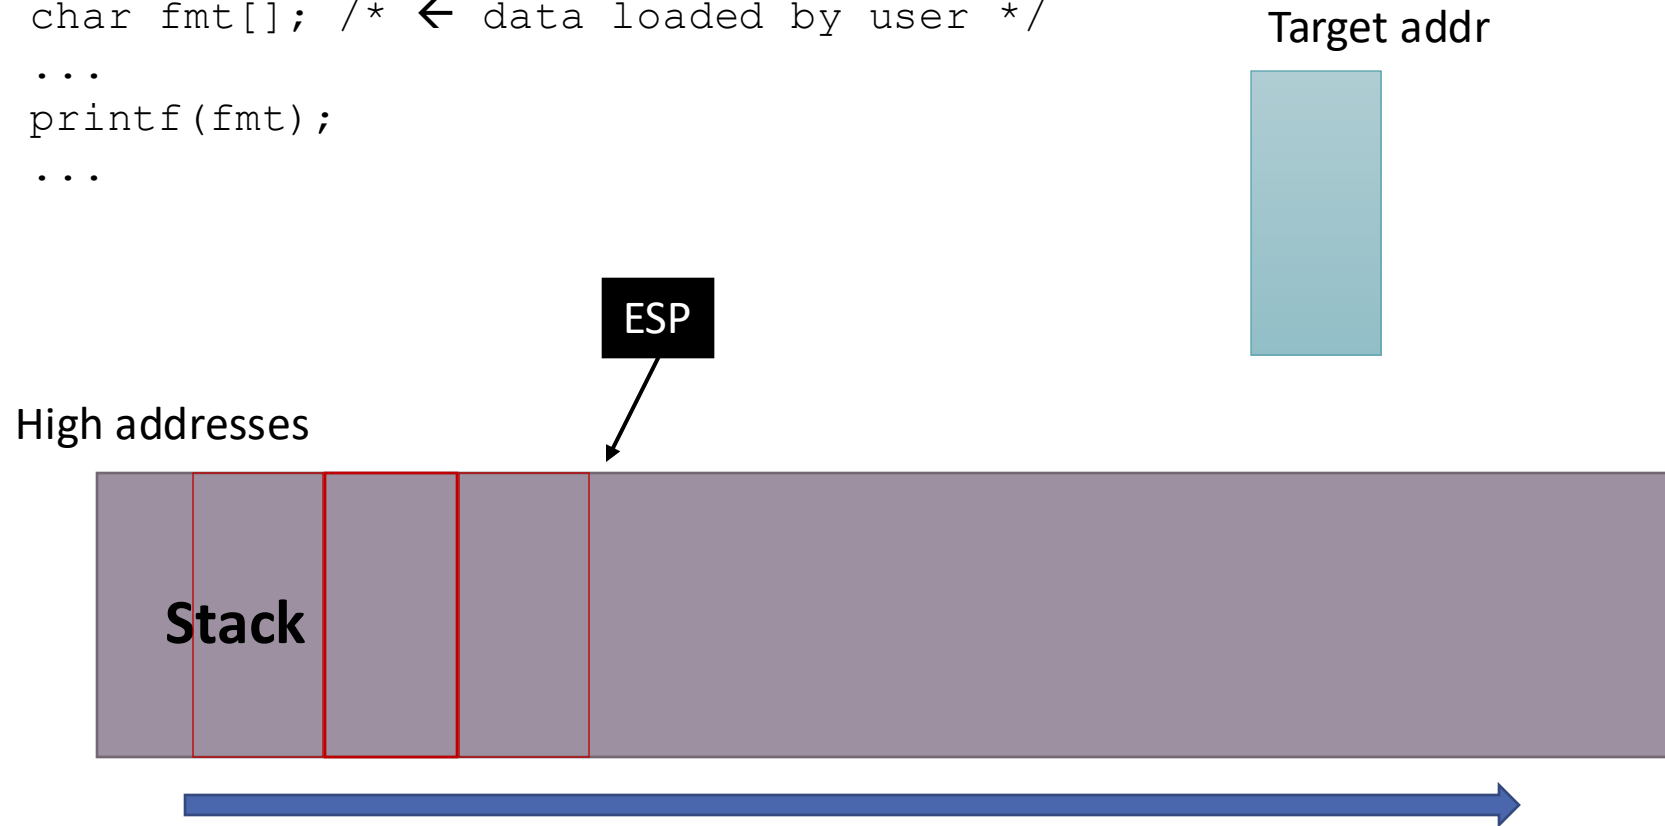 char fmt[]; /* ← data loaded by user */
...
printf(fmt);
...
Target addr
ESP
High addresses
Stack